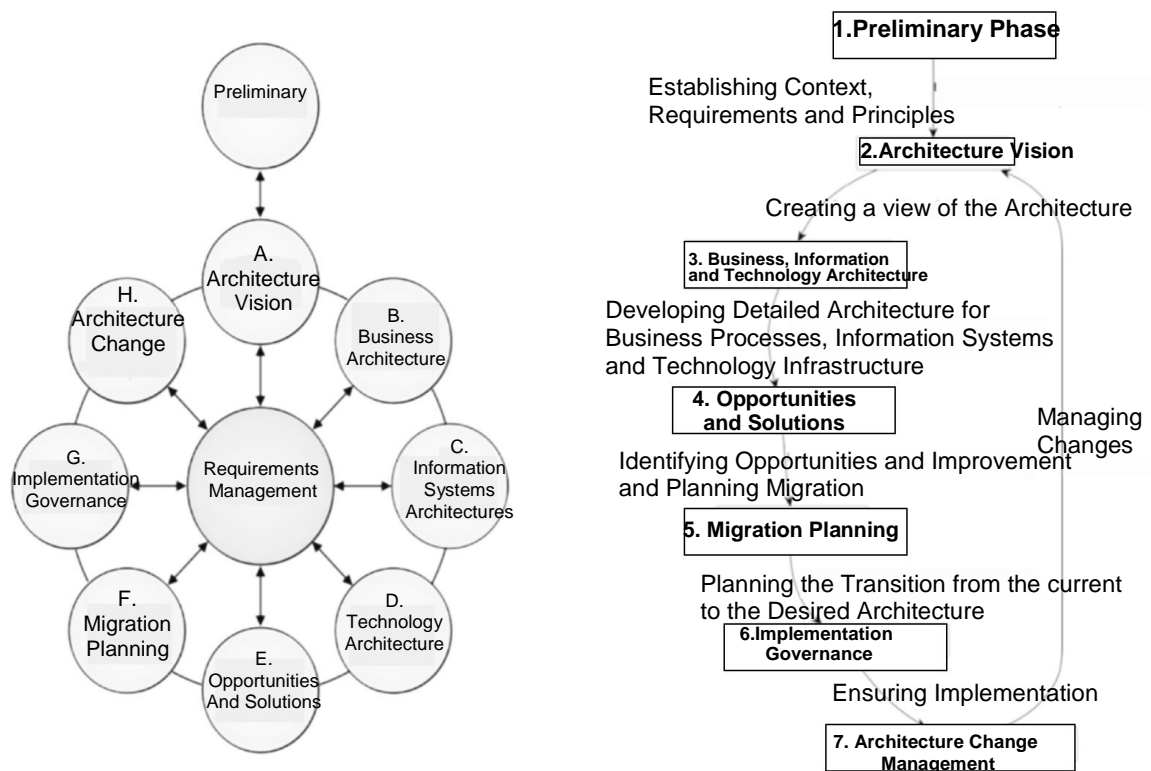 Preliminary
A.
Architecture
Vision
B.
Business
Architecture
C.
Information
Systems
Architectures
D.
Technology
Architecture
E.
Opportunities
And Solutions
F.
Migration
Planning
G.
Implementation
Governance
H.
Architecture
Change
Requirements
Management
1.Preliminary Phase
Establishing Context,
Requirements and Principles
2.Architecture Vision
Creating a view of the Architecture
3. Business, Information
and Technology Architecture
Developing Detailed Architecture for
Business Processes, Information Systems
and Technology Infrastructure
4. Opportunities
and Solutions
Managing
Changes
Identifying Opportunities and Improvement
and Planning Migration
5. Migration Planning
Planning the Transition from the current
to the Desired Architecture
6.Implementation
Governance
Ensuring Implementation
7. Architecture Change
Management